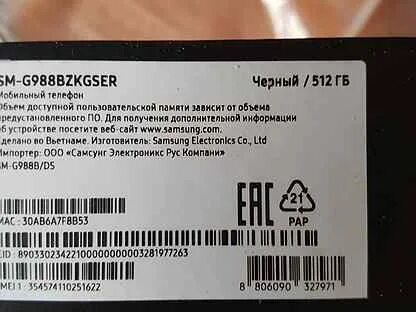 SM-G988BZKGSER
Черный / 512 ГБ
Мобильный телефон
Объем доступной пользовательской памяти зависит от объема
предустановленного ПО. Для получения дополнительной информации
об устройстве посетите веб-сайт www.samsung.com.
Сделано во Вьетнаме. Изготовитель: Samsung Electronics Co., Ltd
Импортер: ООО «Самсунг Электроникс Рус Компани»
SM-G988B/DS
EAC
21
PAP
MAC : 30AB6A7F8B53
EID : 89033023422100000000003281977263
IMEI 1 : 354574110251622
8 806090 327971